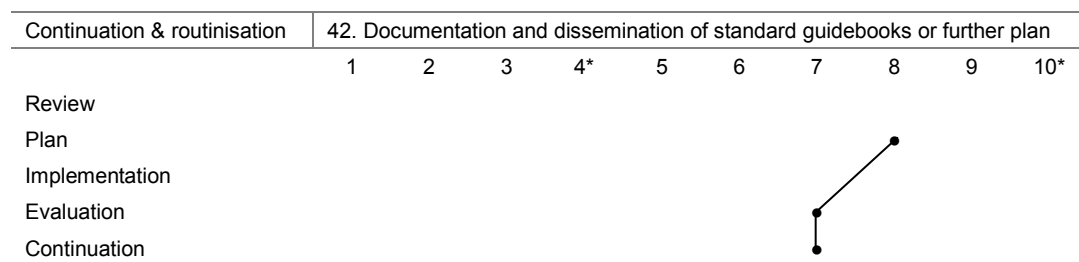 Continuation & routinisation 42. Documentation and dissemination of standard guidebooks or further plan
1 2 3 4* 5 6 7 8 9 10*
Review
Plan
Implementation
Evaluation
Continuation